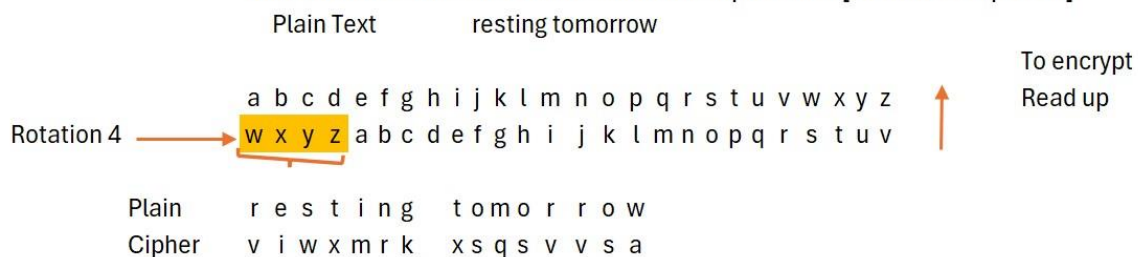 Plain Text resting tomorrow
To encrypt
a b c d e f g h i j k l m n o p q r s t u v w x y z Read up
Rotation 4 w x y z a b c d e f g h i j k l m n o p q r s t u v
Plain r e s t i n g t o m o r r o w
Cipher v i w x m r k x s q s v v s a